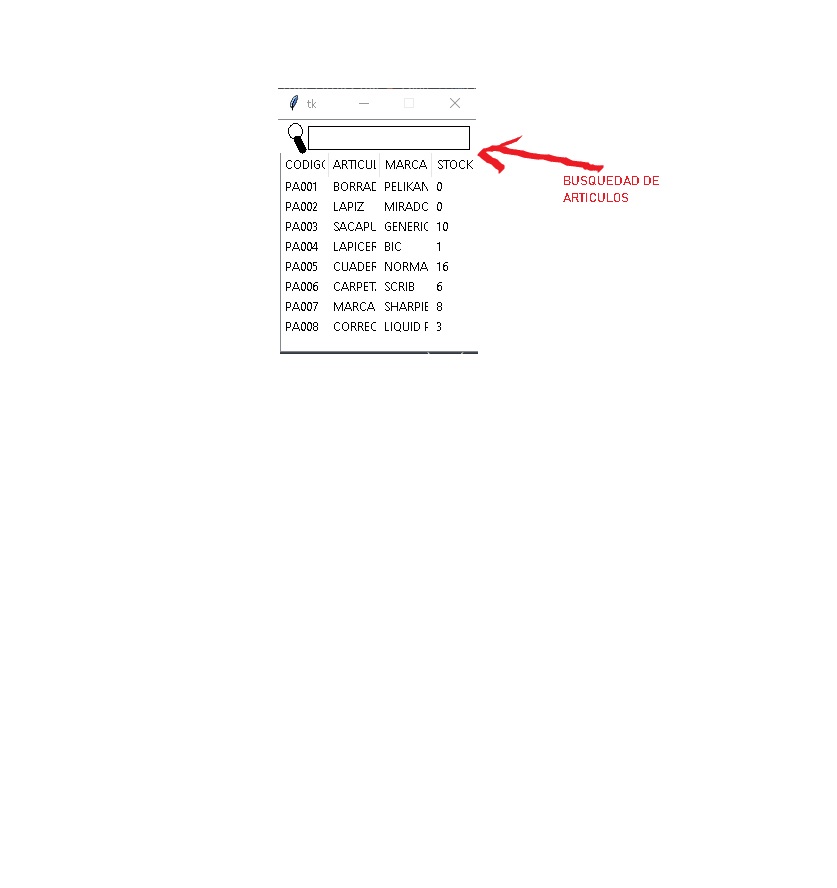 tk
CODIGO ARTICUL MARCA STOCK
PA001 BORRAD PELIKAN 0
PA002 LAPIZ MIRADO 0
PA003 SACAPU GENERIC 10
PA004 LAPICER BIC 1
PA005 CUADER NORMA 16
PA006 CARPET. SCRIB 6
PA007 MARCA SHARPIE 8
PA008 CORREC LIQUID P 3
BUSQUEDAD DE
ARTICULOS